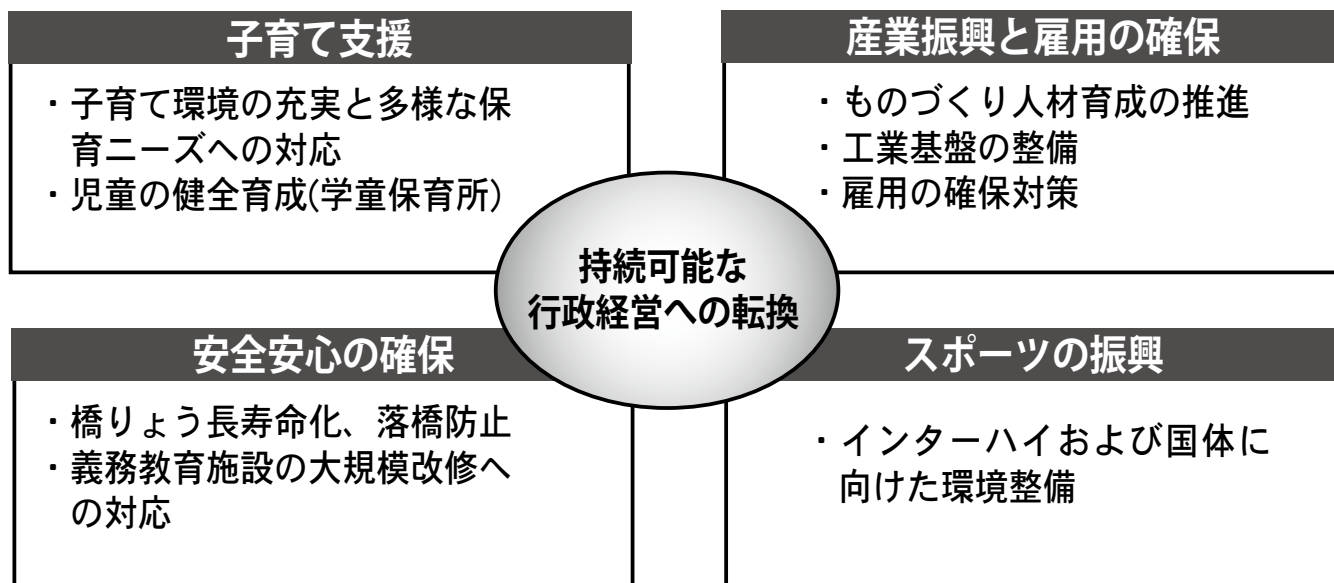 子育て支援
・子育て環境の充実と多様な保
育ニーズへの対応
・児童の健全育成(学童保育所)
産業振興と雇用の確保
・ものづくり人材育成の推進
・工業基盤の整備
・雇用の確保対策
持続可能な
行政経営への転換
安全安心の確保
・橋りょう長寿命化、落橋防止
・義務教育施設の大規模改修へ
の対応
スポーツの振興
・インターハイおよび国体に
向けた環境整備